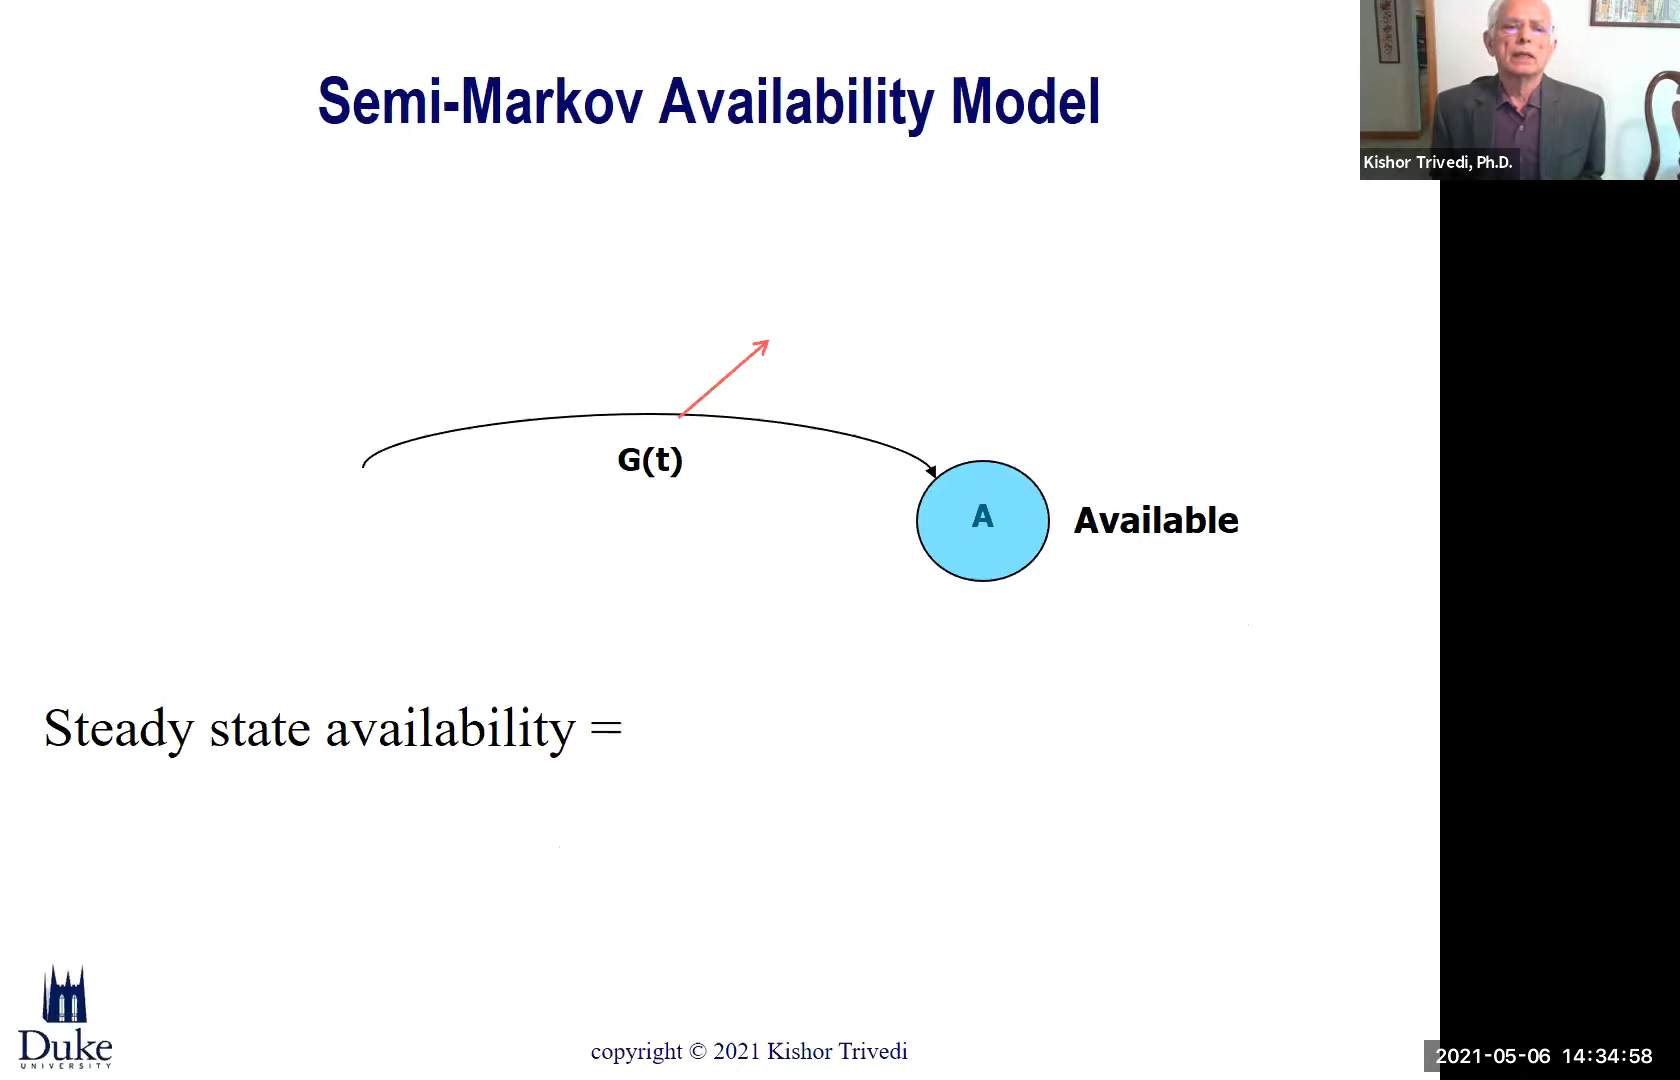 Semi-Markov Availability Model
Kishor Trivedi, Ph.D.
G(t)
A
Available
Steady state availability =
Duke
UNIVERSITY
copyright © 2021 Kishor Trivedi
2021-05-06 14:34:58